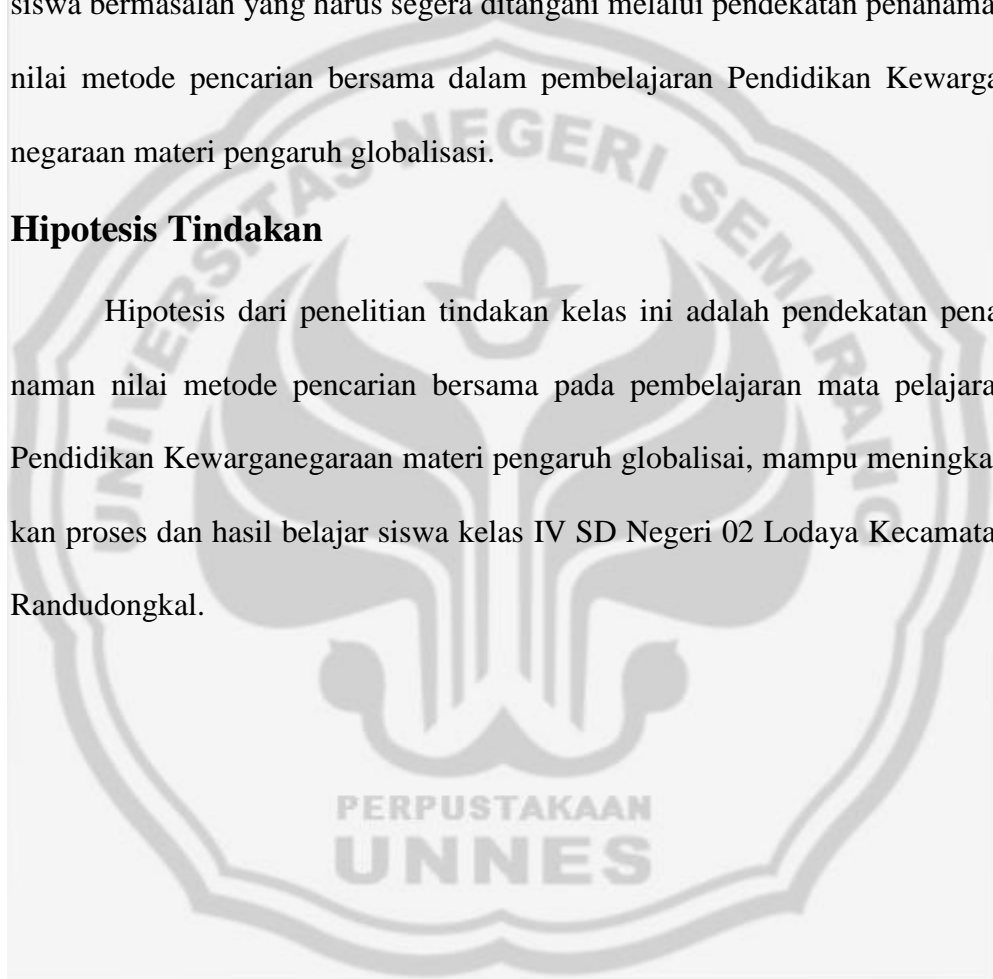 siswa bermasalah yang harus segera ditangani melalui pendekatan penanama
nilai metode pencarian bersama dalam pembelajaran Pendidikan Kewarga
negaraan materi pengaruh globalisasi.
Hipotesis Tindakan
Hipotesis dari penelitian tindakan kelas ini adalah pendekatan pena
naman nilai metode pencarian bersama pada pembelajaran mata pelajara
Pendidikan Kewarganegaraan materi pengaruh globalisai, mampu meningka
kan proses dan hasil belajar siswa kelas IV SD Negeri 02 Lodaya Kecamata
Randudongkal.
UNIVERSITAS NEGERI SEMARANG
PERPUSTAKAAN
UNNES